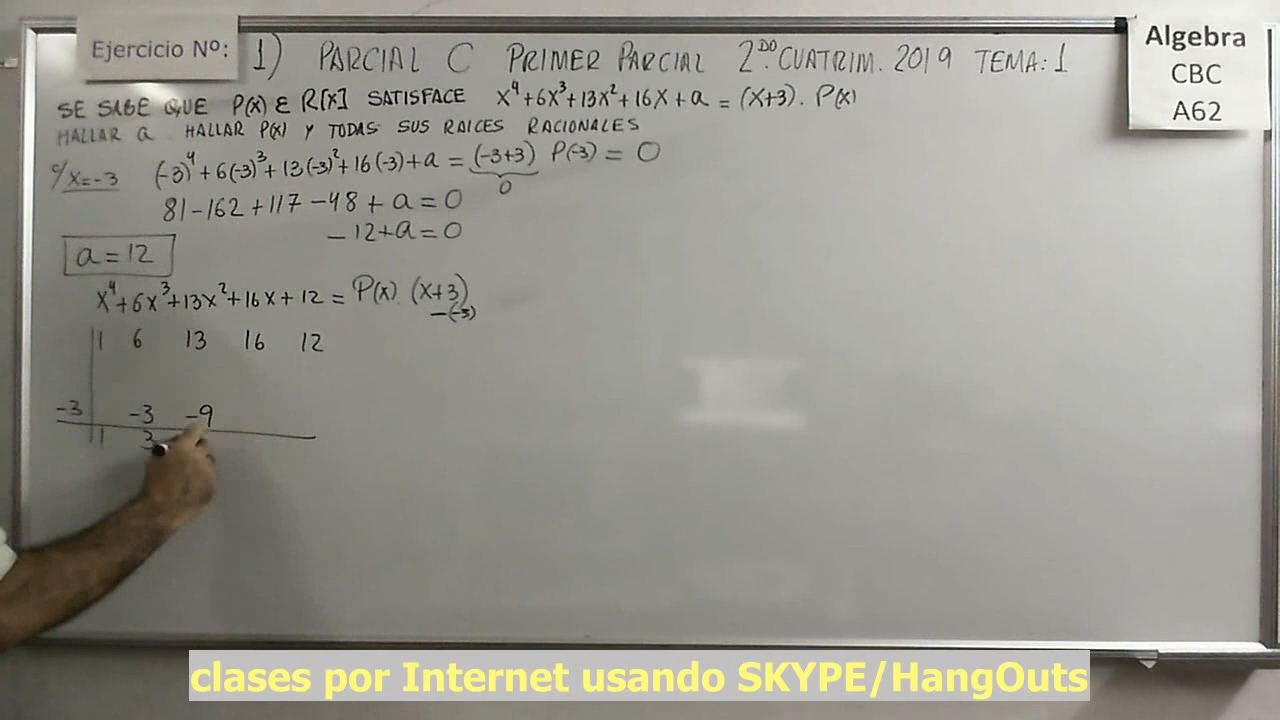 Ejercicio Nº: 1) PARCIAL C PRIMER PARCIAL 2DO. CUATRIM. 2019 TEMA: 1
Algebra
CBC
A62
SE SABE QUE P(x) ε R[x] SATISFACE x⁴+6x³+13x²+16x+a = (x+3). P(x)
HALLAR a HALLAR P(x) Y TODAS SUS RAICES RACIONALES
c/x=-3 (-3)⁴+6(-3)³+13(-3)²+16(-3)+a = (-3+3) P(-3) = 0
0
81-162+117-48+a=0
-12+a=0
a=12
x⁴+6x³+13x²+16x+12 = P(x). (x+3)
-(-3)
1 6 13 16 12
-3 -3 -9
1 3
clases por Internet usando SKYPE/HangOuts